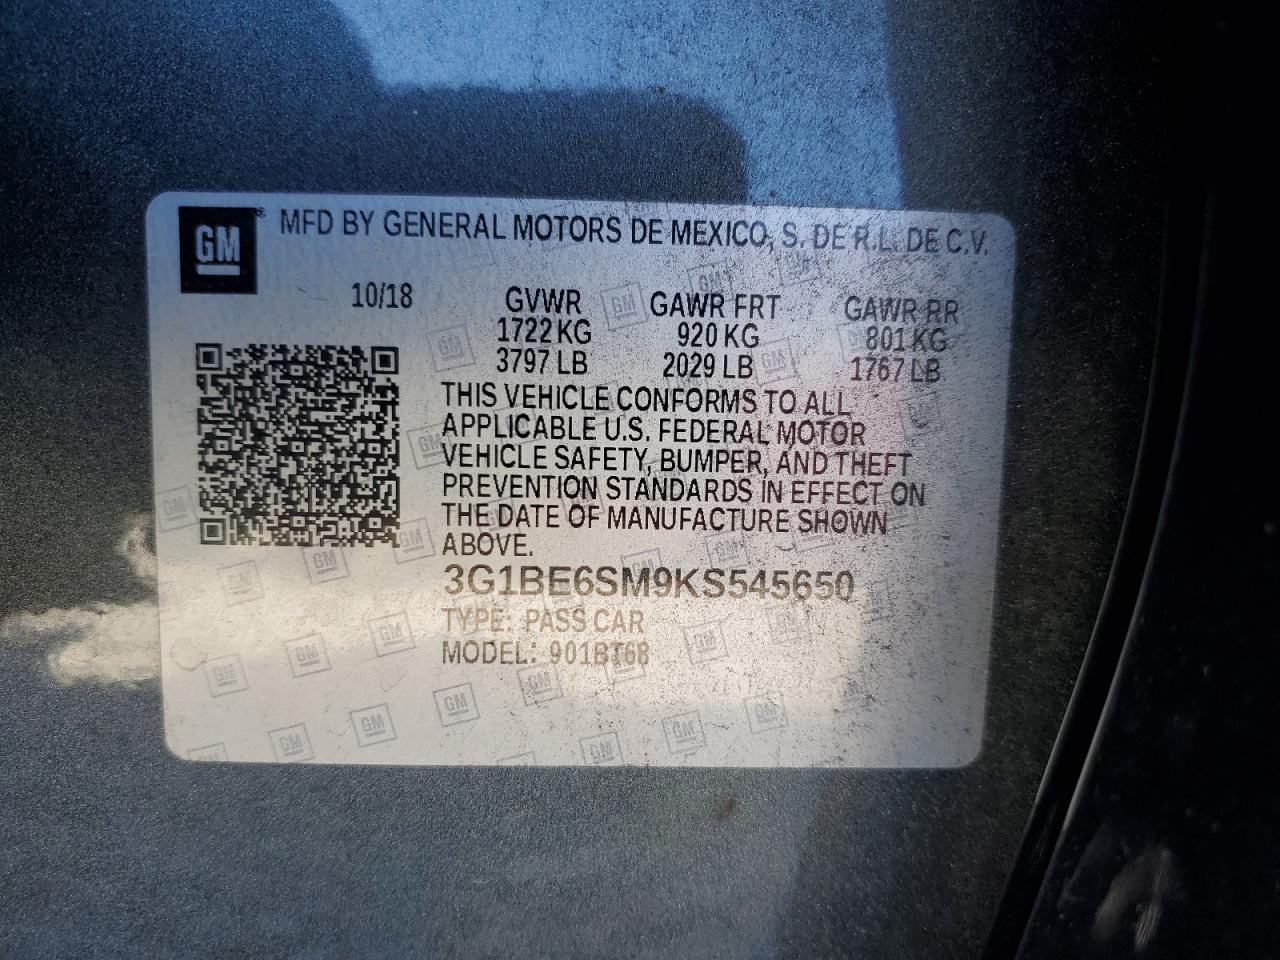 GM® MFD BY GENERAL MOTORS DE MEXICO, S. DE R.L. DE C.V.
10/18 GVWR GAWR FRT GAWR RR
1722 KG 920 KG 801 KG
3797 LB 2029 LB 1767 LB
THIS VEHICLE CONFORMS TO ALL
APPLICABLE U.S. FEDERAL MOTOR
VEHICLE SAFETY, BUMPER, AND THEFT
PREVENTION STANDARDS IN EFFECT ON
THE DATE OF MANUFACTURE SHOWN
ABOVE.
3G1BE6SM9KS545650
TYPE: PASS CAR
MODEL: 901BT68